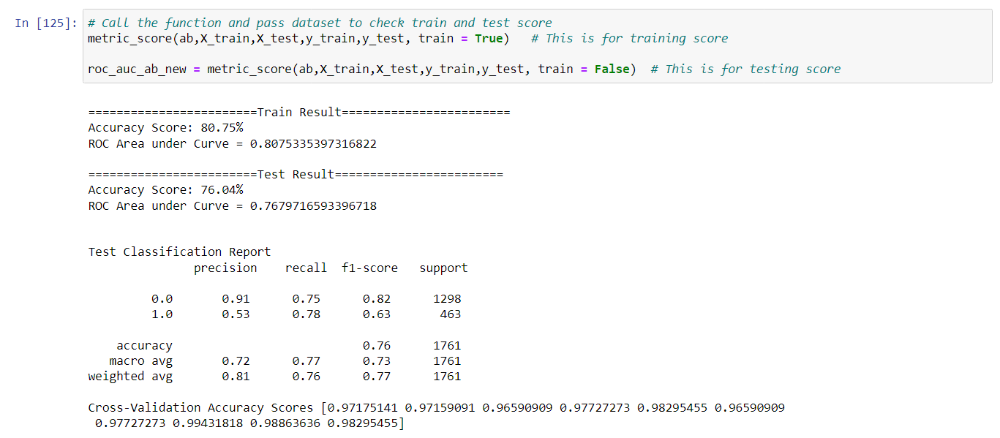 In [125]: # Call the function and pass dataset to check train and test score
metric_score(ab,X_train,X_test,y_train,y_test, train = True)   # This is for training score
roc_auc_ab_new = metric_score(ab,X_train,X_test,y_train,y_test, train = False)  # This is for testing score
========================Train Result========================
Accuracy Score: 80.75%
ROC Area under Curve = 0.8075335397316822
========================Test Result========================
Accuracy Score: 76.04%
ROC Area under Curve = 0.7679716593396718
Test Classification Report
precision    recall  f1-score   support
0.0       0.91      0.75      0.82      1298
1.0       0.53      0.78      0.63       463
accuracy                           0.76      1761
macro avg       0.72      0.77      0.73      1761
weighted avg       0.81      0.76      0.77      1761
Cross-Validation Accuracy Scores [0.97175141 0.97159091 0.96590909 0.97727273 0.98295455 0.96590909
0.97727273 0.99431818 0.98863636 0.98295455]